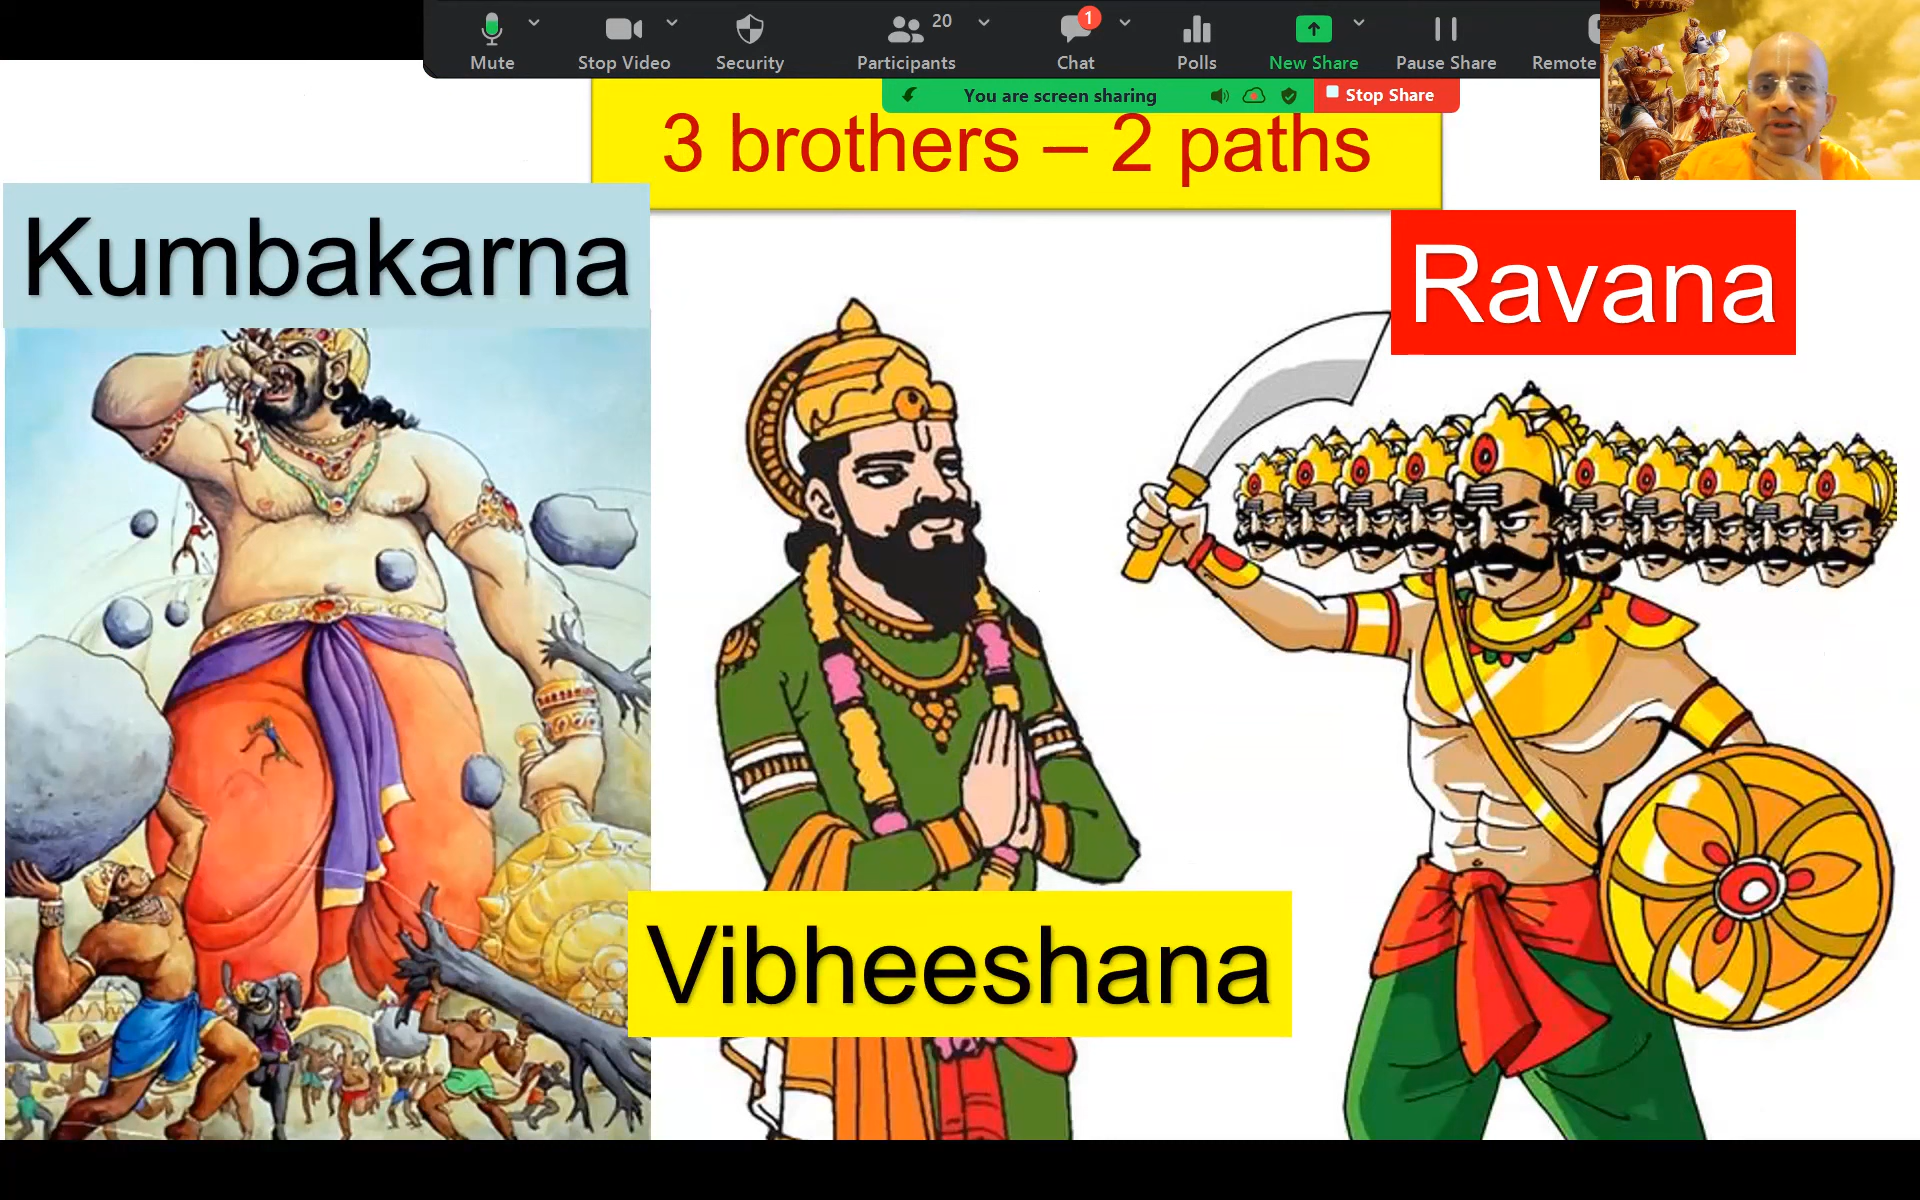 Mute
Stop Video
Security
Participants
20
Chat
1
Polls
New Share
Pause Share
Remote
You are screen sharing
Stop Share
3 brothers – 2 paths
Kumbakarna
Ravana
Vibheeshana